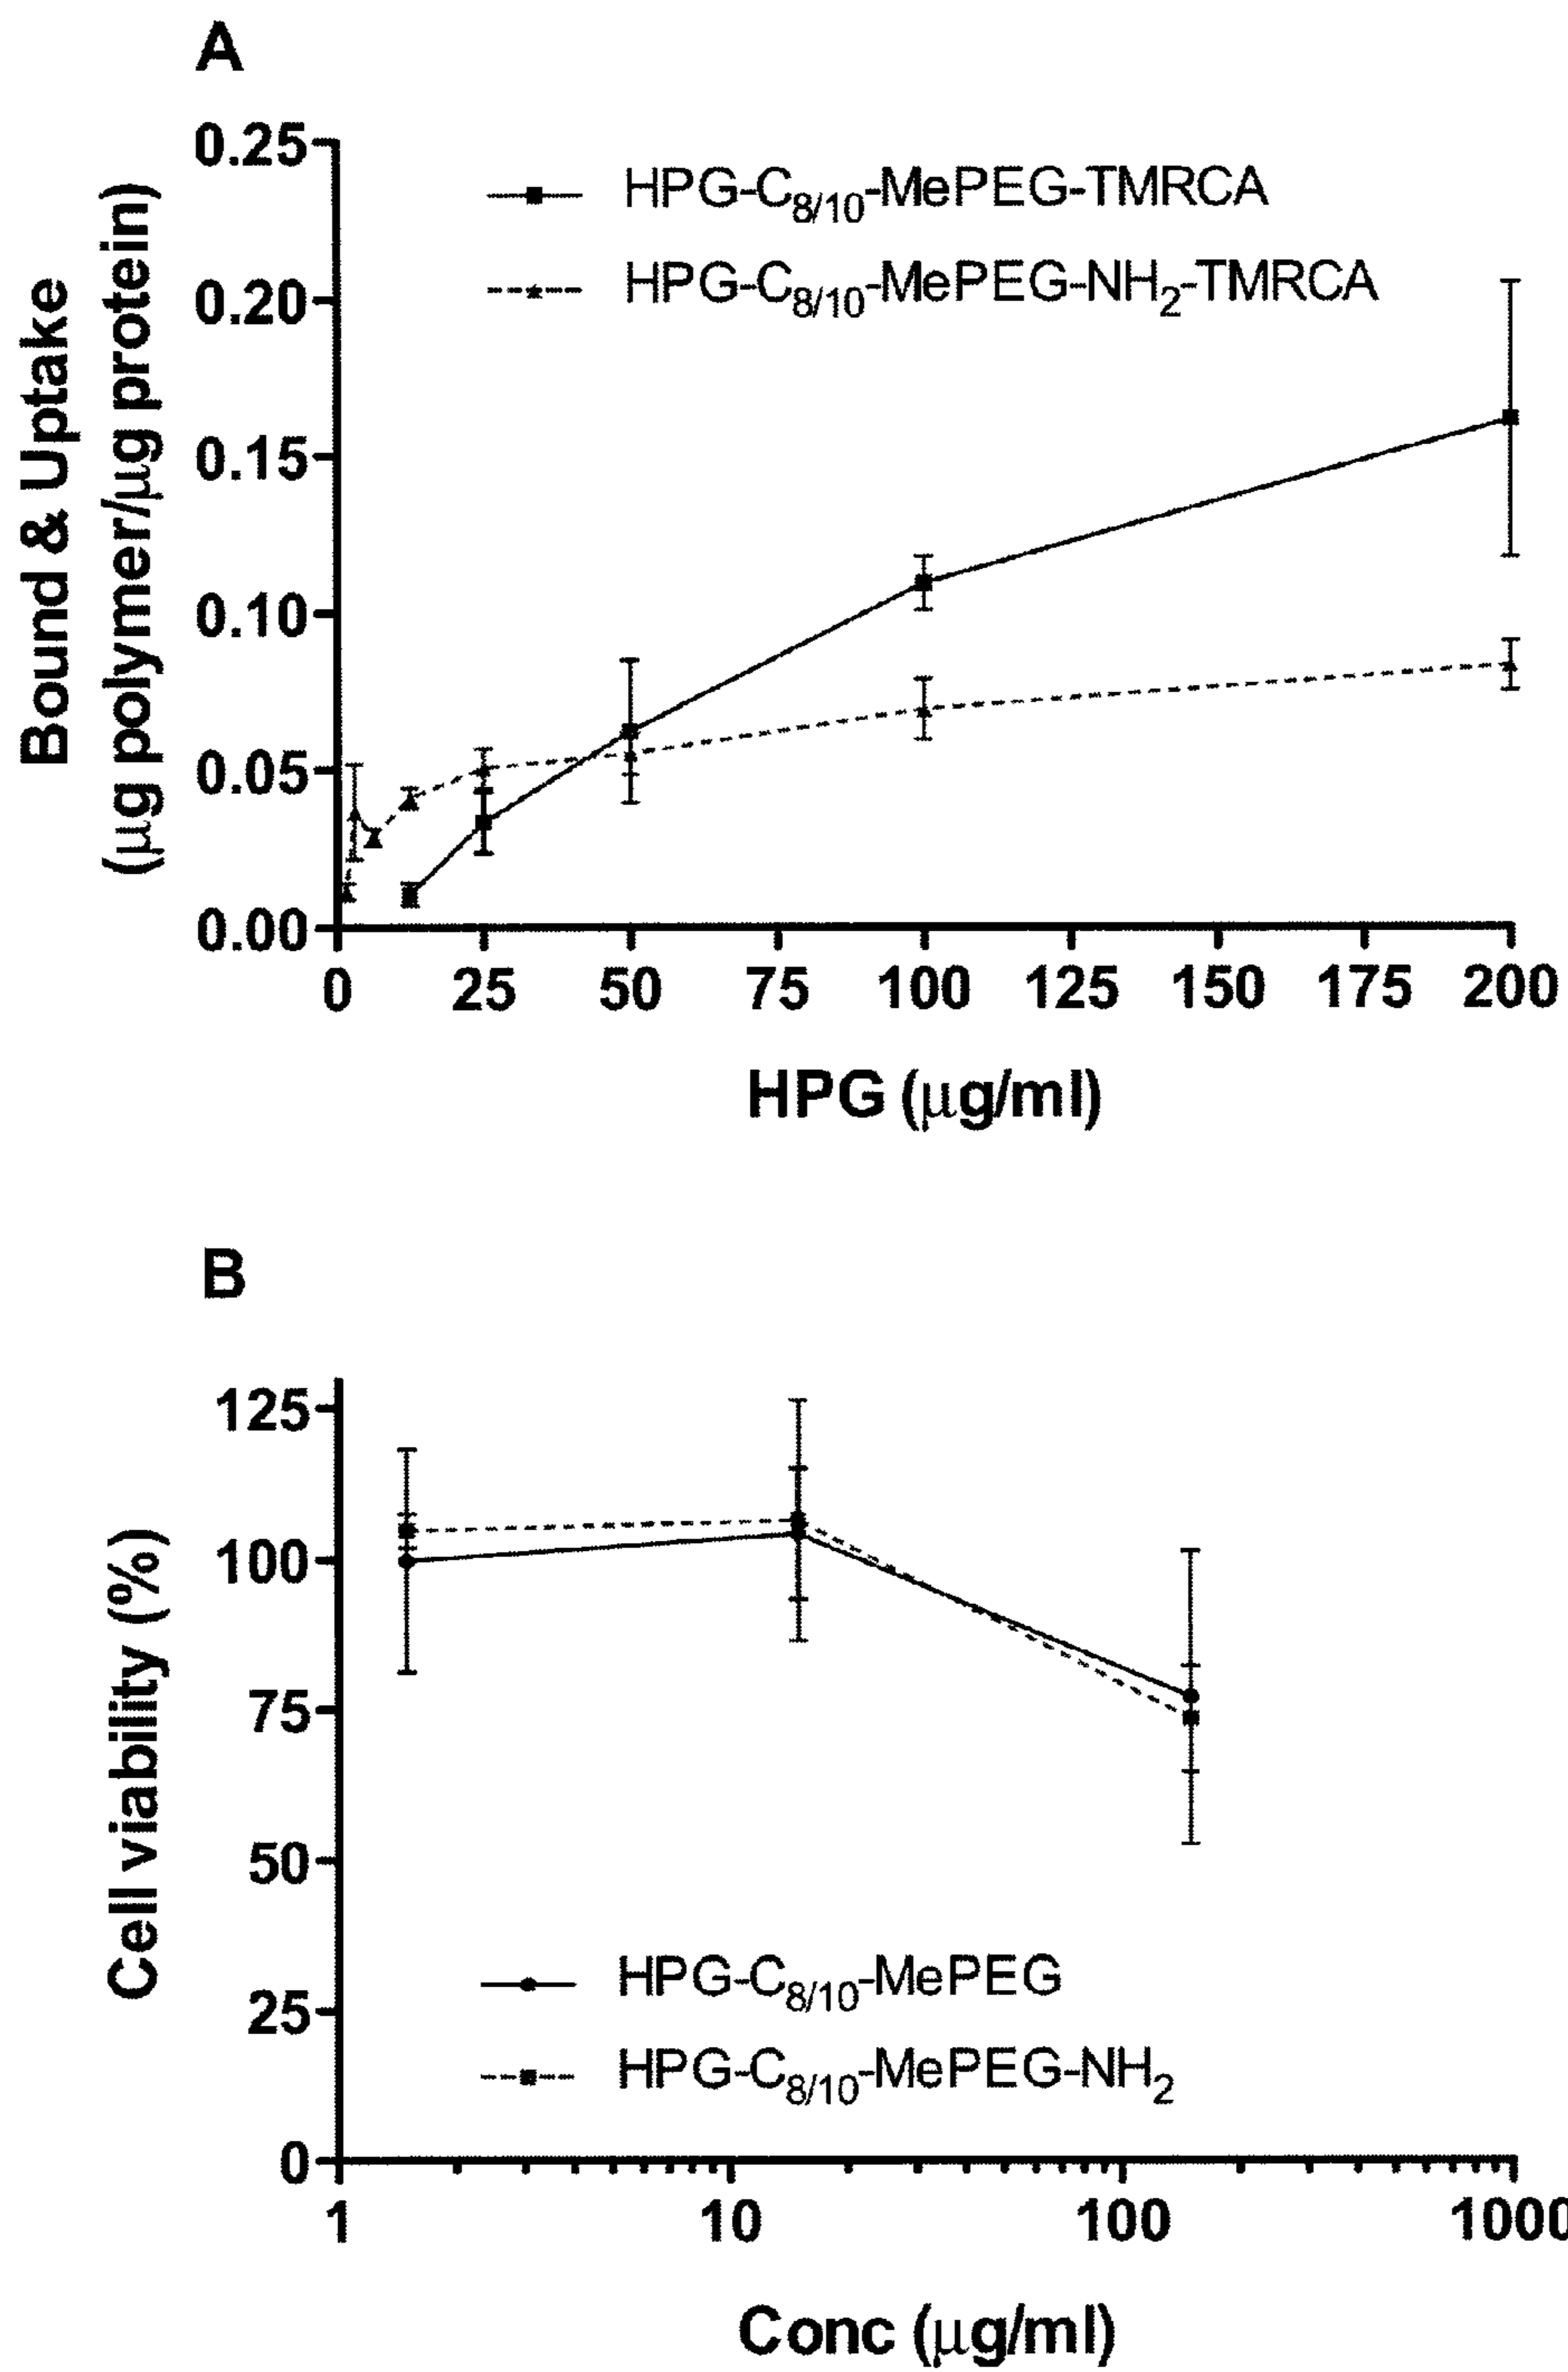 A
0.25
0.20
0.15
0.10
0.05
0.00
Bound & Uptake
(μg polymer/μg protein)
HPG-C8/10-MePEG-TMRCA
HPG-C8/10-MePEG-NH2-TMRCA
0 25 50 75 100 125 150 175 200
HPG (μg/ml)
B
125
100
75
50
25
0
Cell viability (%)
HPG-C8/10-MePEG
HPG-C8/10-MePEG-NH2
1 10 100 1000
Conc (μg/ml)